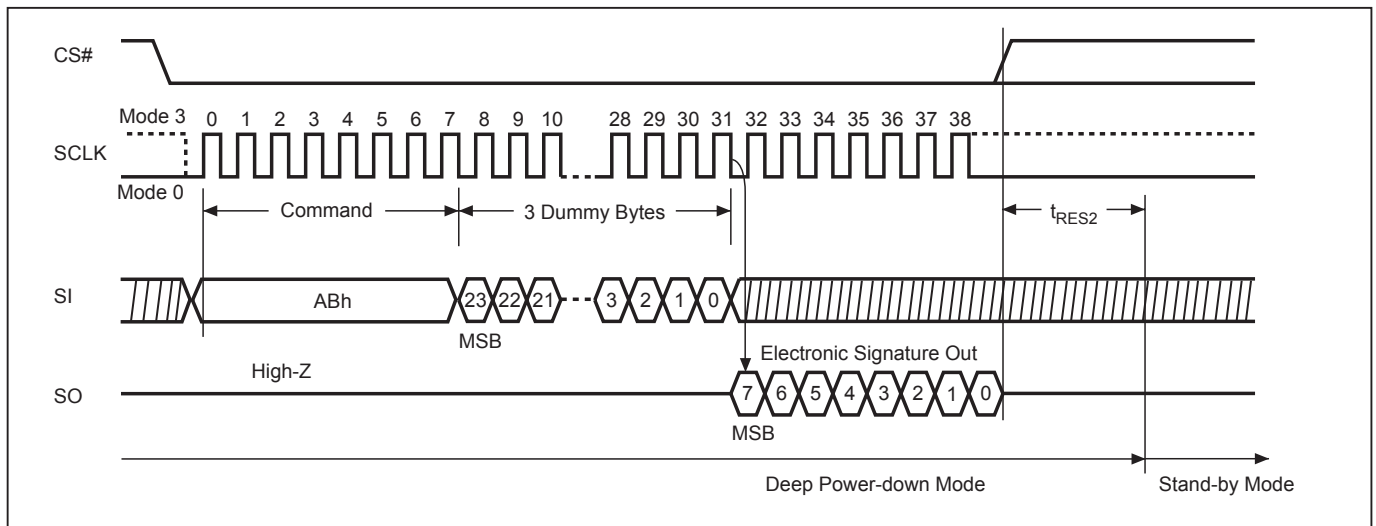 CS#
Mode 3
0 1 2 3 4 5 6 7 8 9 10 28 29 30 31 32 33 34 35 36 37 38
SCLK
Mode 0
Command
3 Dummy Bytes
tRES2
SI
ABh
23 22 21 3 2 1 0
MSB
Electronic Signature Out
High-Z
SO
7 6 5 4 3 2 1 0
MSB
Deep Power-down Mode
Stand-by Mode